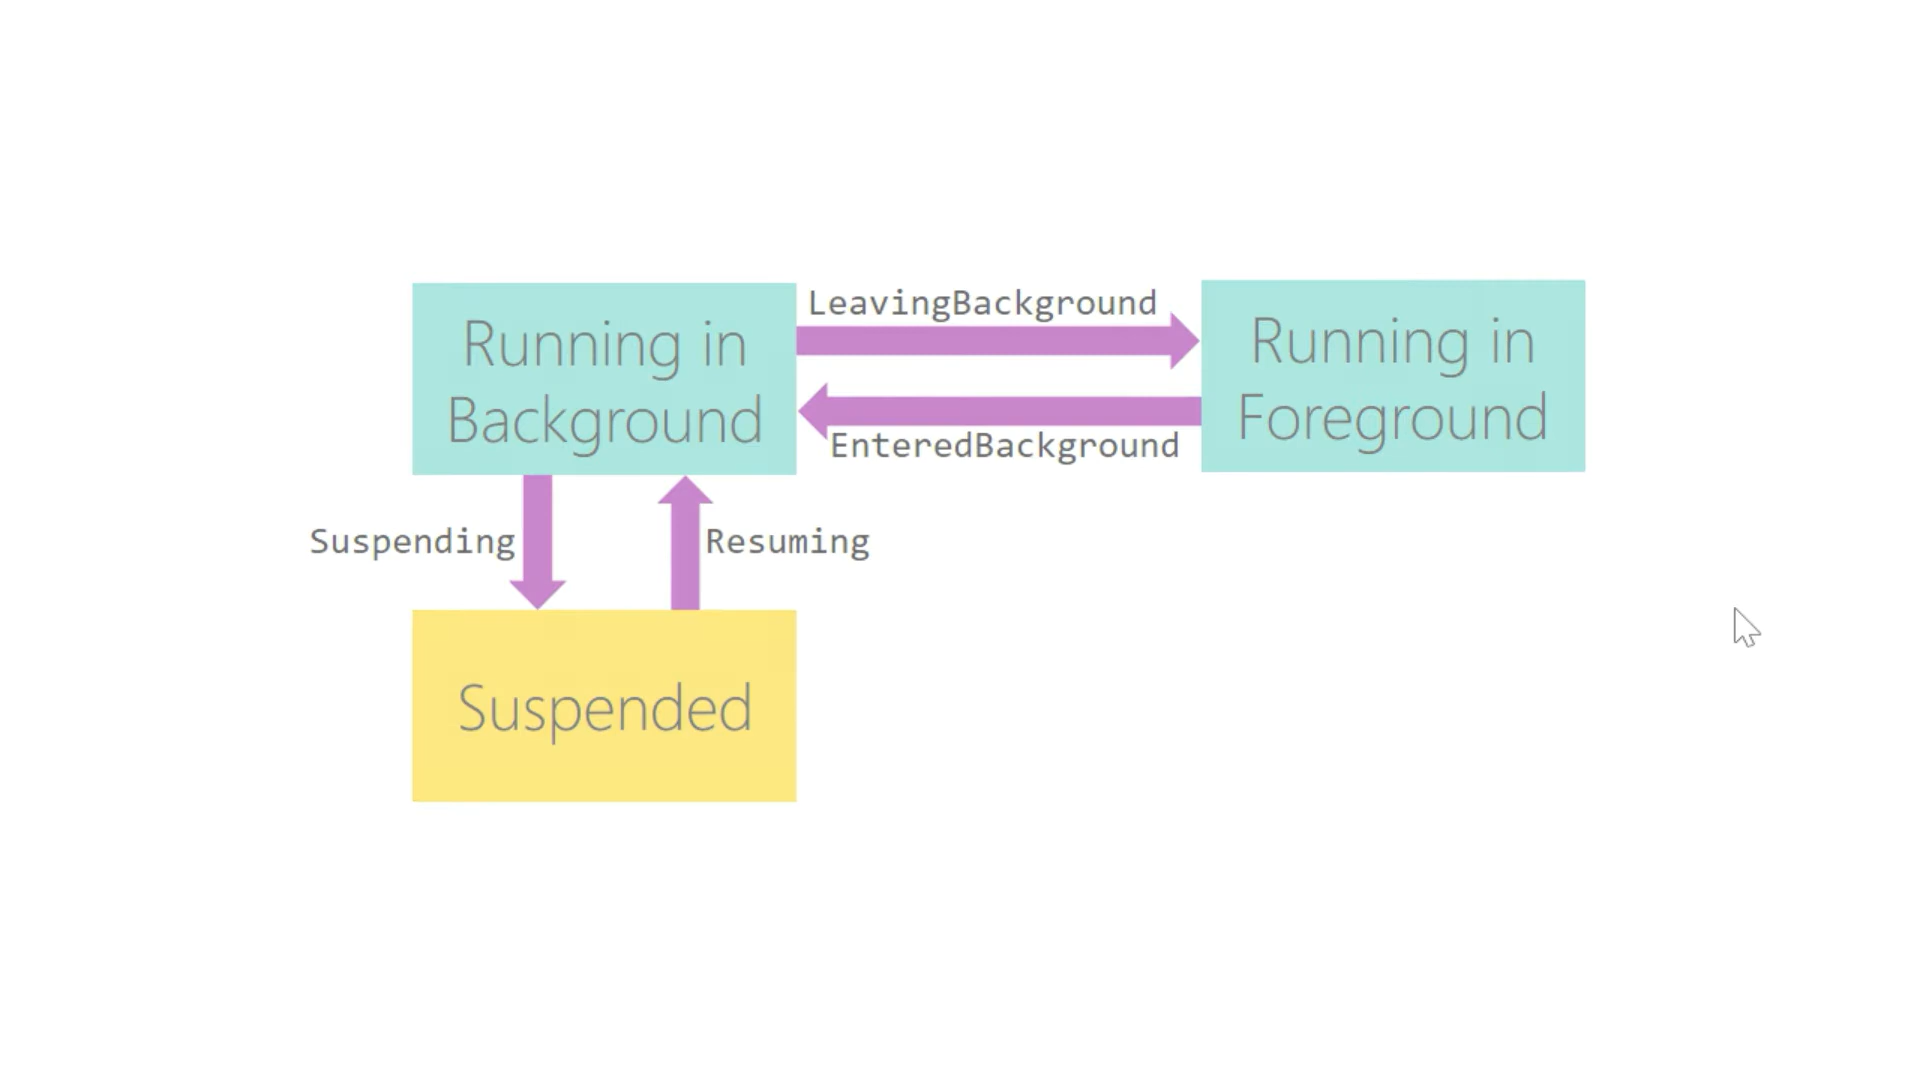 LeavingBackground
Running in
Background
Running in
Foreground
EnteredBackground
Suspending
Resuming
Suspended